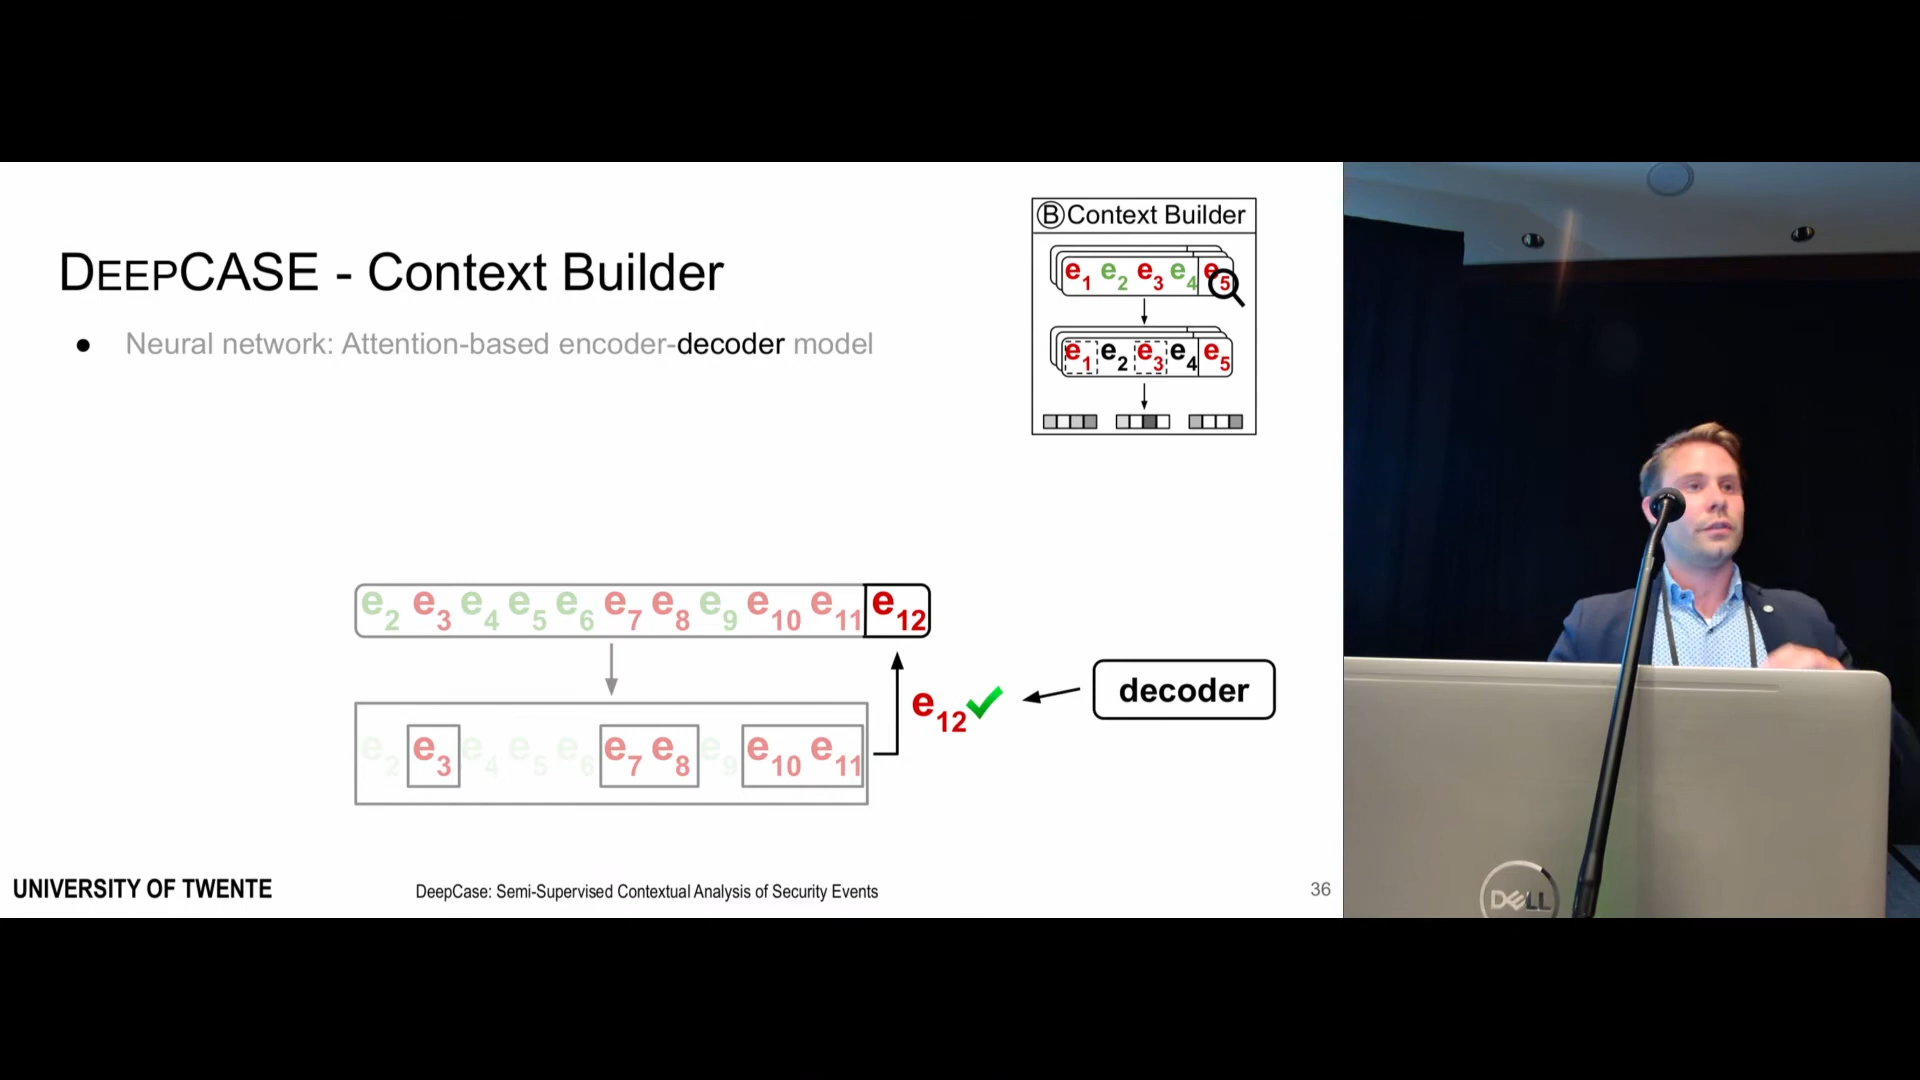 DEEPCASE - Context Builder
● Neural network: Attention-based encoder-decoder model
B Context Builder
e1 e2 e3 e4 e5
e1 e2 e3 e4 e5
e2 e3 e4 e5 e6 e7 e8 e9 e10 e11 e12
e12 ✓
decoder
e2 e3 e4 e5 e6 e7 e8 e9 e10 e11
UNIVERSITY OF TWENTE
DeepCase: Semi-Supervised Contextual Analysis of Security Events
36
DELL